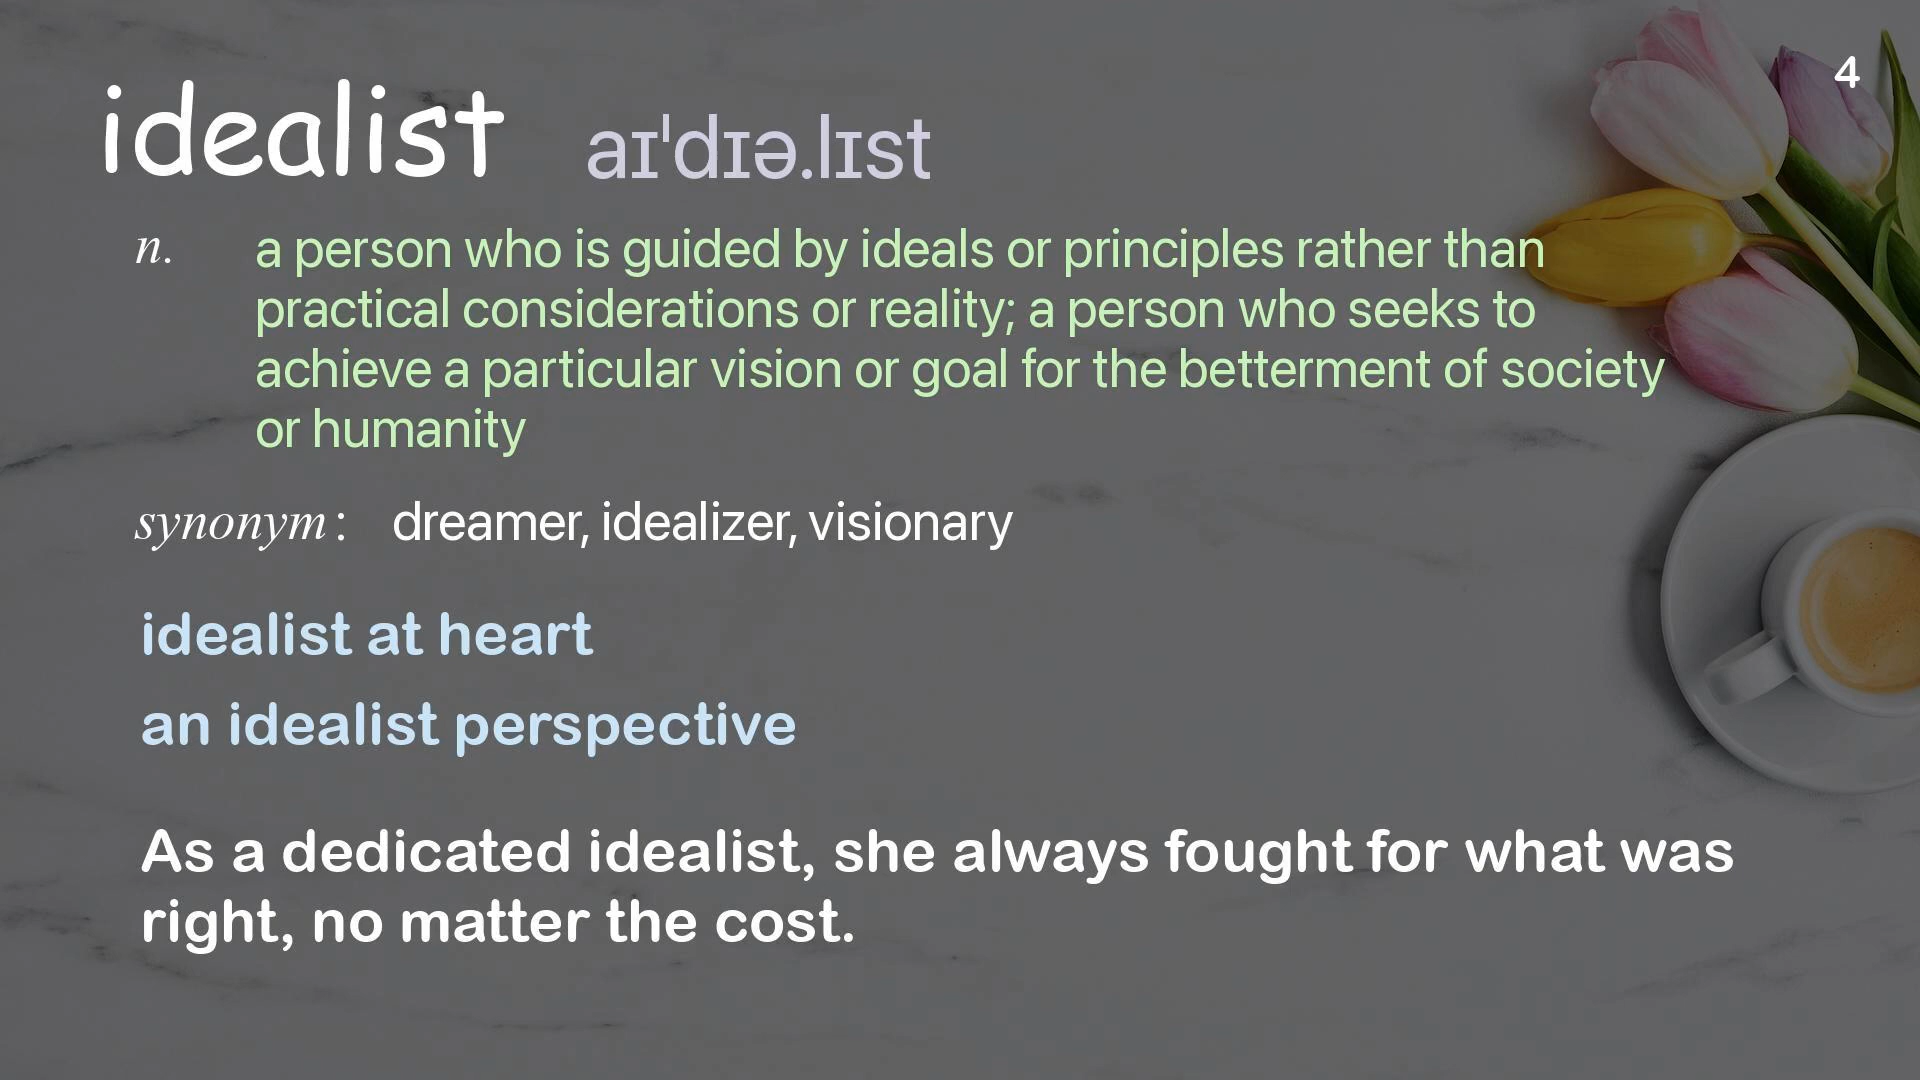 4
idealist aɪˈdɪə.lɪst
n. a person who is guided by ideals or principles rather than
practical considerations or reality; a person who seeks to
achieve a particular vision or goal for the betterment of society
or humanity
synonym : dreamer, idealizer, visionary
idealist at heart
an idealist perspective
As a dedicated idealist, she always fought for what was
right, no matter the cost.